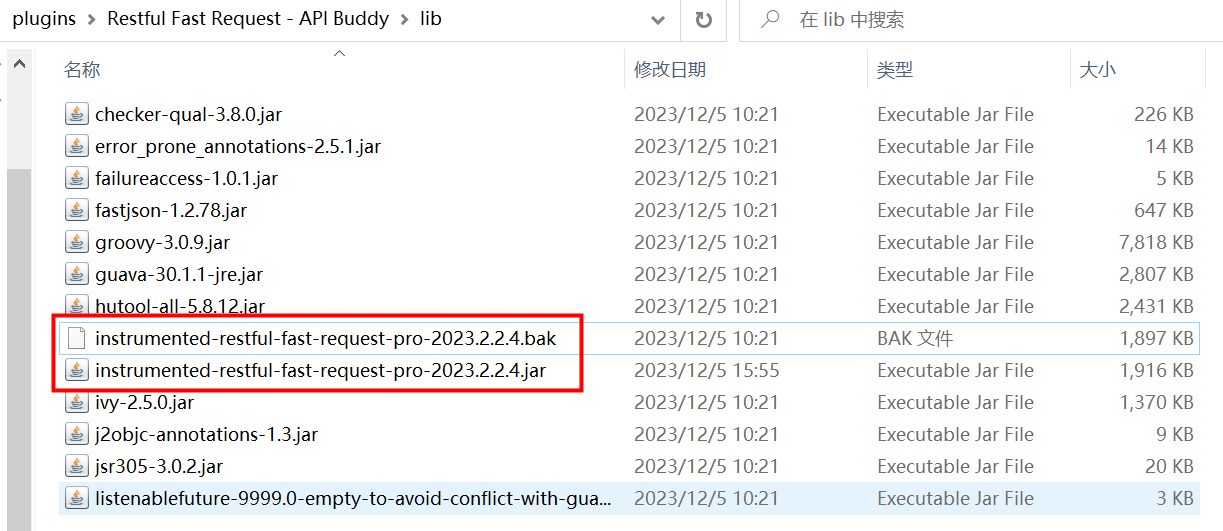 plugins > Restful Fast Request - API Buddy > lib 在 lib 中搜索
名称 修改日期 类型 大小
checker-qual-3.8.0.jar 2023/12/5 10:21 Executable Jar File 226 KB
error_prone_annotations-2.5.1.jar 2023/12/5 10:21 Executable Jar File 14 KB
failureaccess-1.0.1.jar 2023/12/5 10:21 Executable Jar File 5 KB
fastjson-1.2.78.jar 2023/12/5 10:21 Executable Jar File 647 KB
groovy-3.0.9.jar 2023/12/5 10:21 Executable Jar File 7,818 KB
guava-30.1.1-jre.jar 2023/12/5 10:21 Executable Jar File 2,807 KB
hutool-all-5.8.12.jar 2023/12/5 10:21 Executable Jar File 2,431 KB
instrumented-restful-fast-request-pro-2023.2.2.4.bak 2023/12/5 10:21 BAK 文件 1,897 KB
instrumented-restful-fast-request-pro-2023.2.2.4.jar 2023/12/5 15:55 Executable Jar File 1,916 KB
ivy-2.5.0.jar 2023/12/5 10:21 Executable Jar File 1,370 KB
j2objc-annotations-1.3.jar 2023/12/5 10:21 Executable Jar File 9 KB
jsr305-3.0.2.jar 2023/12/5 10:21 Executable Jar File 20 KB
listenablefuture-9999.0-empty-to-avoid-conflict-with-gua... 2023/12/5 10:21 Executable Jar File 3 KB